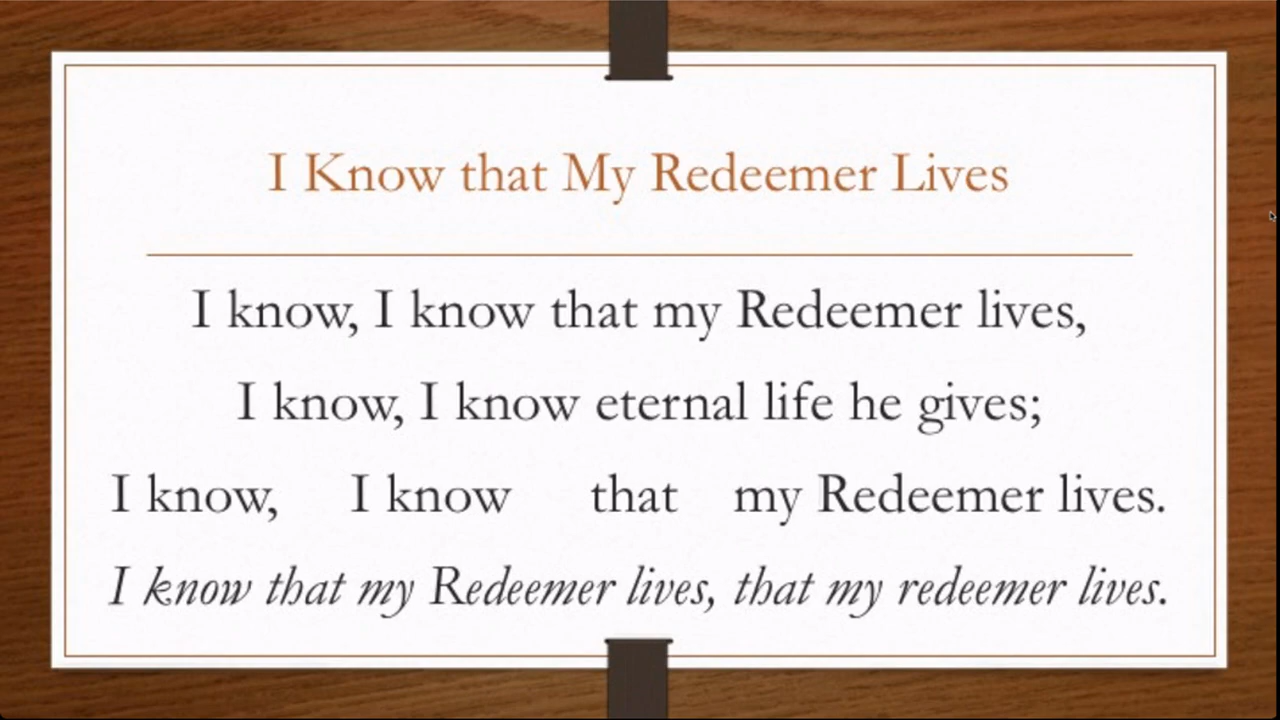 I Know that My Redeemer Lives
I know, I know that my Redeemer lives,
I know, I know eternal life he gives;
I know, I know that my Redeemer lives.
I know that my Redeemer lives, that my redeemer lives.